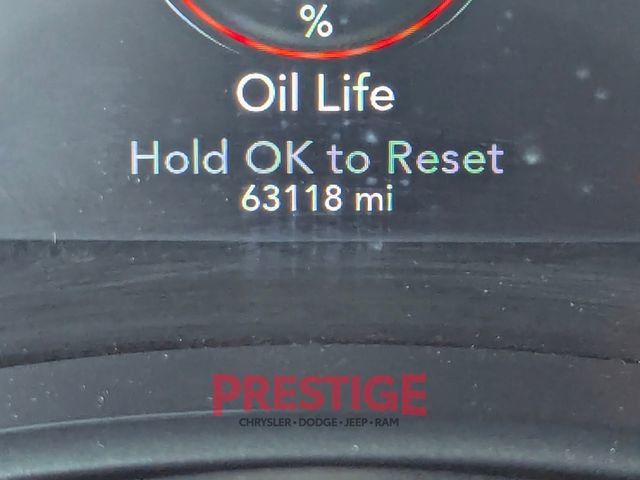 %
Oil Life
Hold OK to Reset
63118 mi
PRESTIGE
CHRYSLER • DODGE • JEEP • RAM